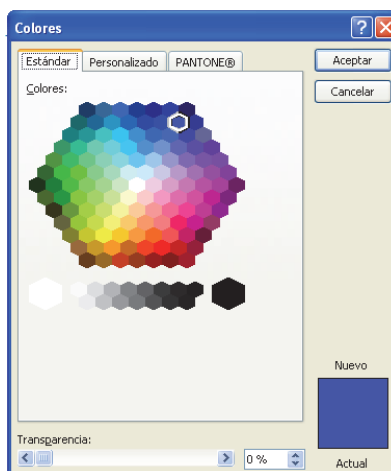 Colores
Estándar Personalizado PANTONE®
Aceptar
Cancelar
Colores:
Nuevo
Transparencia:
0 %
Actual